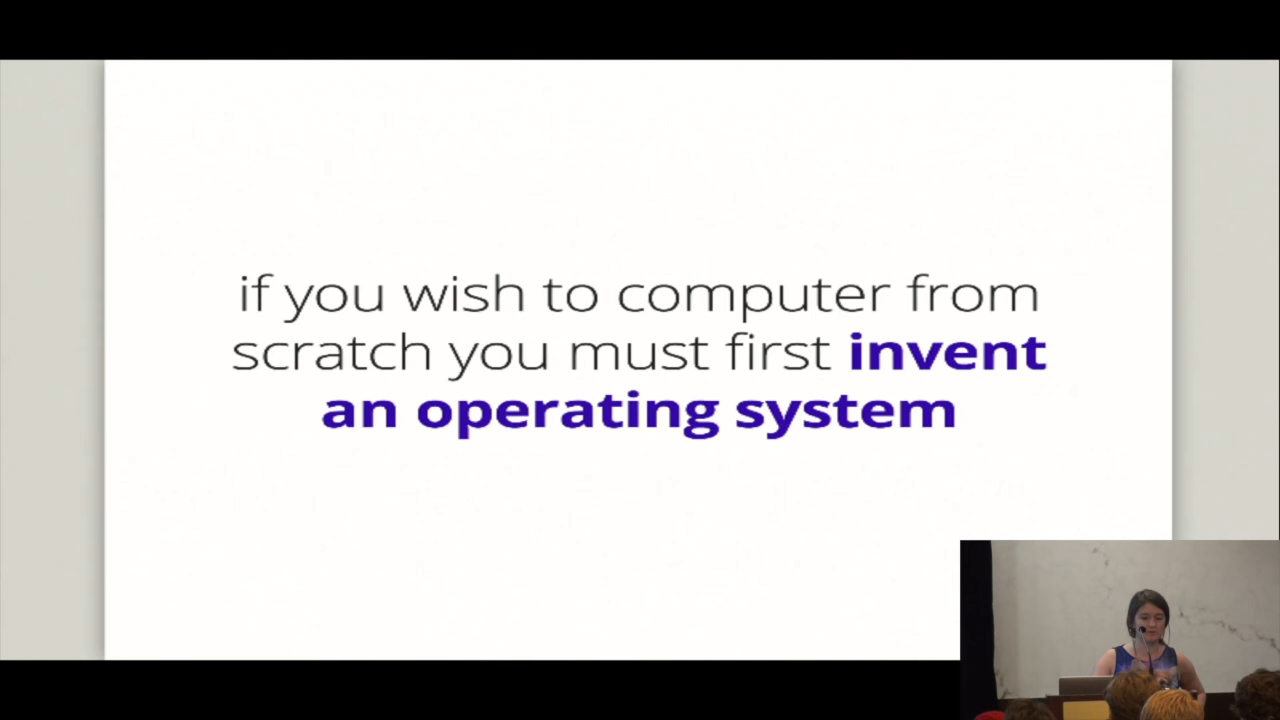 if you wish to computer from
scratch you must first invent
an operating system